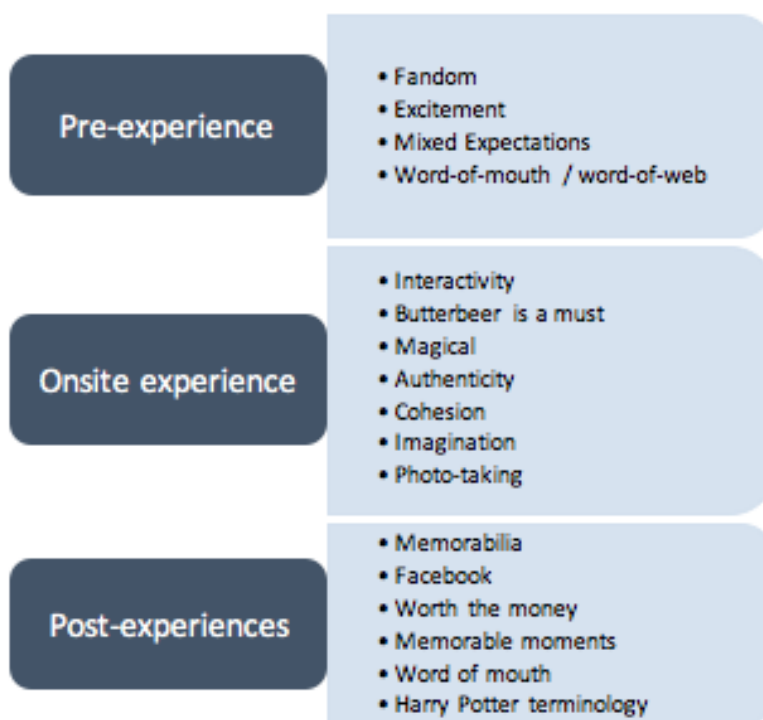 Pre-experience
• Fandom
• Excitement
• Mixed Expectations
• Word-of-mouth / word-of-web
Onsite experience
• Interactivity
• Butterbeer is a must
• Magical
• Authenticity
• Cohesion
• Imagination
• Photo-taking
Post-experiences
• Memorabilia
• Facebook
• Worth the money
• Memorable moments
• Word of mouth
• Harry Potter terminology